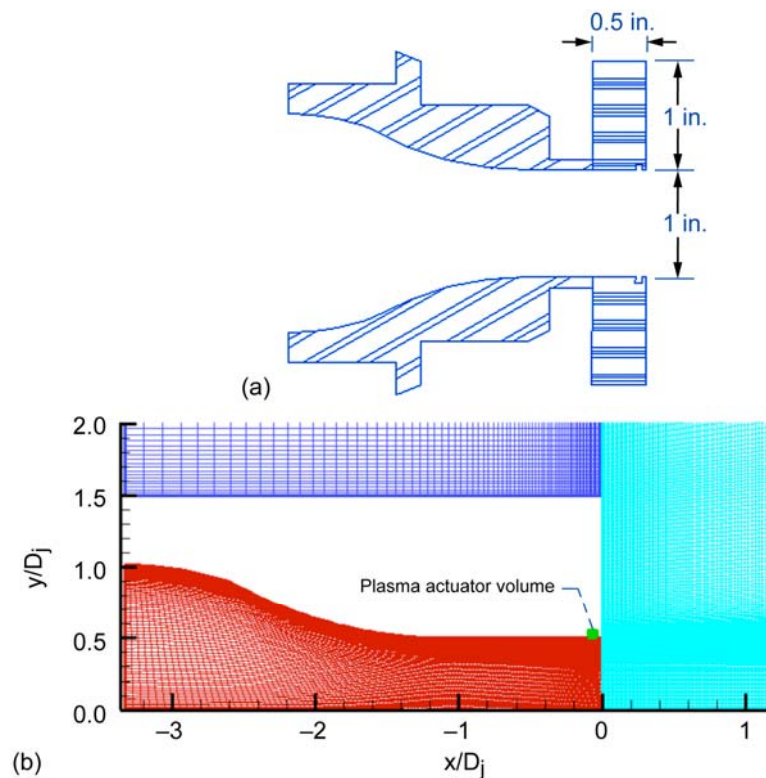 0.5 in.
1 in.
1 in.
(a)
2.0
1.5
1.0
0.5
0.0
y/Dj
Plasma actuator volume
–3
–2
–1
0
1
x/Dj
(b)